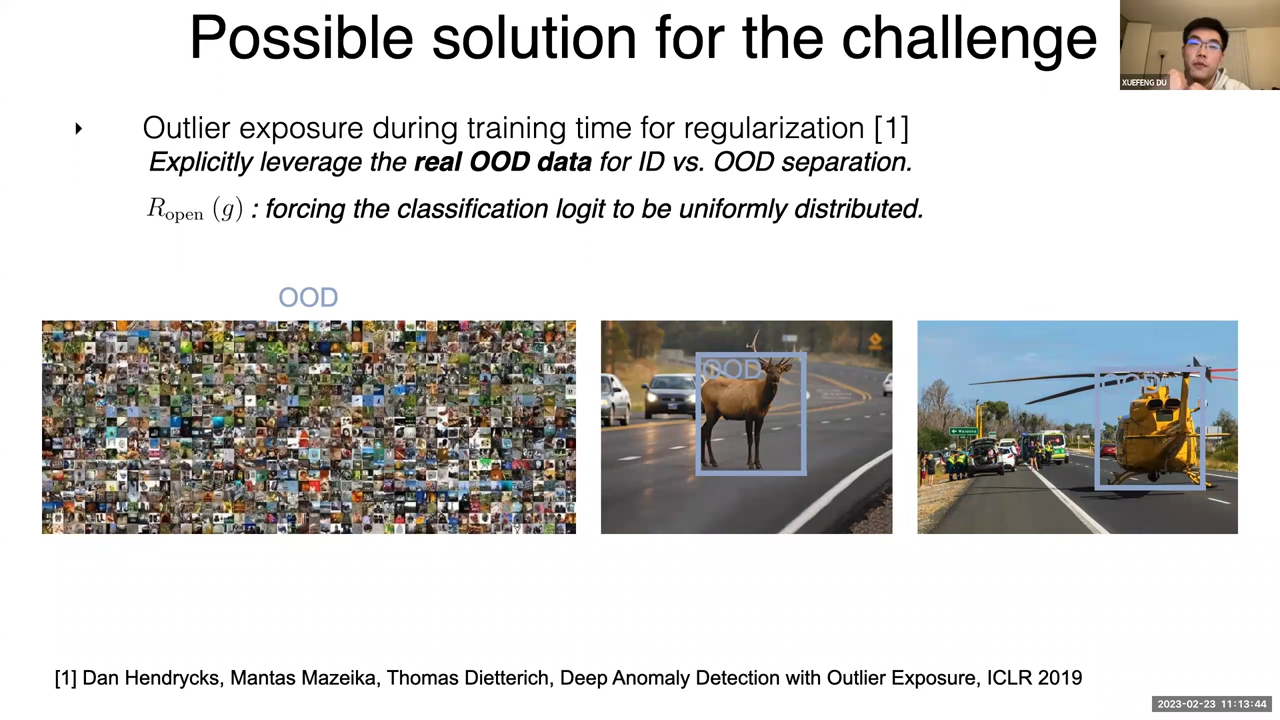 Possible solution for the challenge
XUEFENG DU
Outlier exposure during training time for regularization [1]
Explicitly leverage the real OOD data for ID vs. OOD separation.
R_open (g) : forcing the classification logit to be uniformly distributed.
OOD
OOD
[1] Dan Hendrycks, Mantas Mazeika, Thomas Dietterich, Deep Anomaly Detection with Outlier Exposure, ICLR 2019
2023-02-23 11:13:44